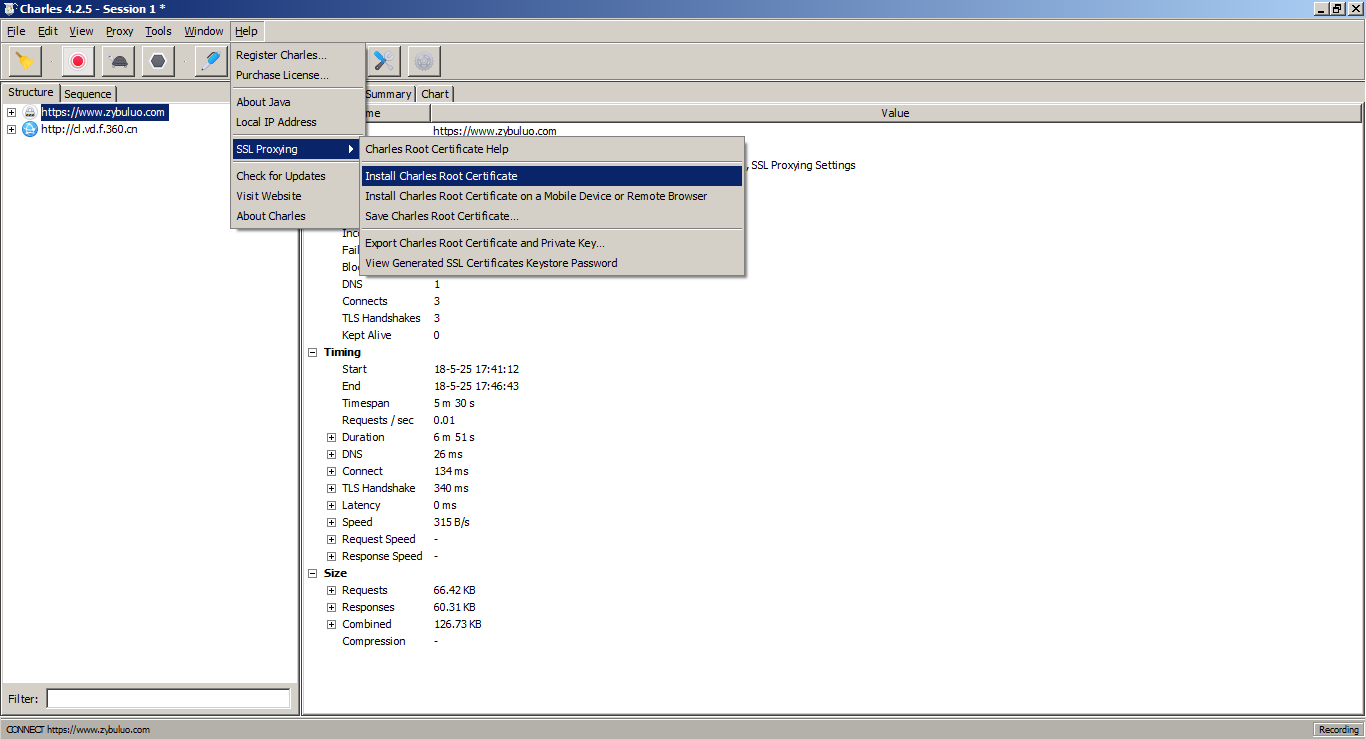 Charles 4.2.5 - Session 1 *
File Edit View Proxy Tools Window Help
Register Charles...
Purchase License...
About Java
Local IP Address
SSL Proxying
Check for Updates
Visit Website
About Charles
Charles Root Certificate Help
Install Charles Root Certificate
Install Charles Root Certificate on a Mobile Device or Remote Browser
Save Charles Root Certificate...
Export Charles Root Certificate and Private Key...
View Generated SSL Certificates Keystore Password
Structure Sequence
https://www.zybuluo.com
http://cl.vd.f.360.cn
Filter:
Summary Chart
me Value
https://www.zybuluo.com
, SSL Proxying Settings
Inc
Fail
Bloc
DNS 1
Connects 3
TLS Handshakes 3
Kept Alive 0
Timing
Start 18-5-25 17:41:12
End 18-5-25 17:46:43
Timespan 5 m 30 s
Requests / sec 0.01
Duration 6 m 51 s
DNS 26 ms
Connect 134 ms
TLS Handshake 340 ms
Latency 0 ms
Speed 315 B/s
Request Speed -
Response Speed -
Size
Requests 66.42 KB
Responses 60.31 KB
Combined 126.73 KB
Compression -
CONNECT https://www.zybuluo.com
Recording